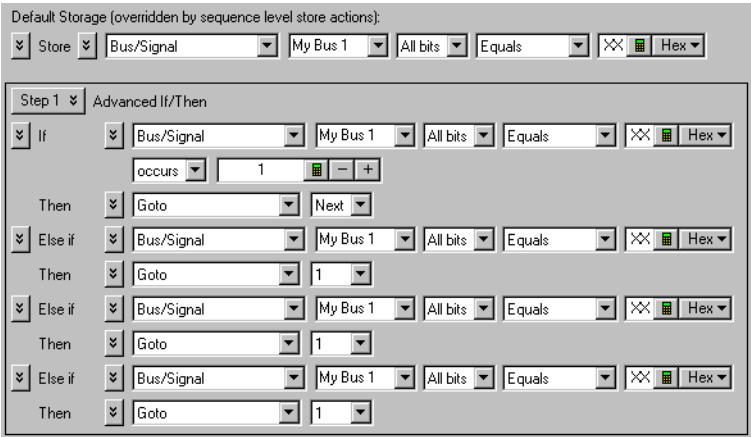 Default Storage (overridden by sequence level store actions):
Store Bus/Signal My Bus 1 All bits Equals XX Hex
Step 1 Advanced If/Then
If Bus/Signal My Bus 1 All bits Equals XX Hex
occurs 1 - +
Then Goto Next
Else if Bus/Signal My Bus 1 All bits Equals XX Hex
Then Goto 1
Else if Bus/Signal My Bus 1 All bits Equals XX Hex
Then Goto 1
Else if Bus/Signal My Bus 1 All bits Equals XX Hex
Then Goto 1